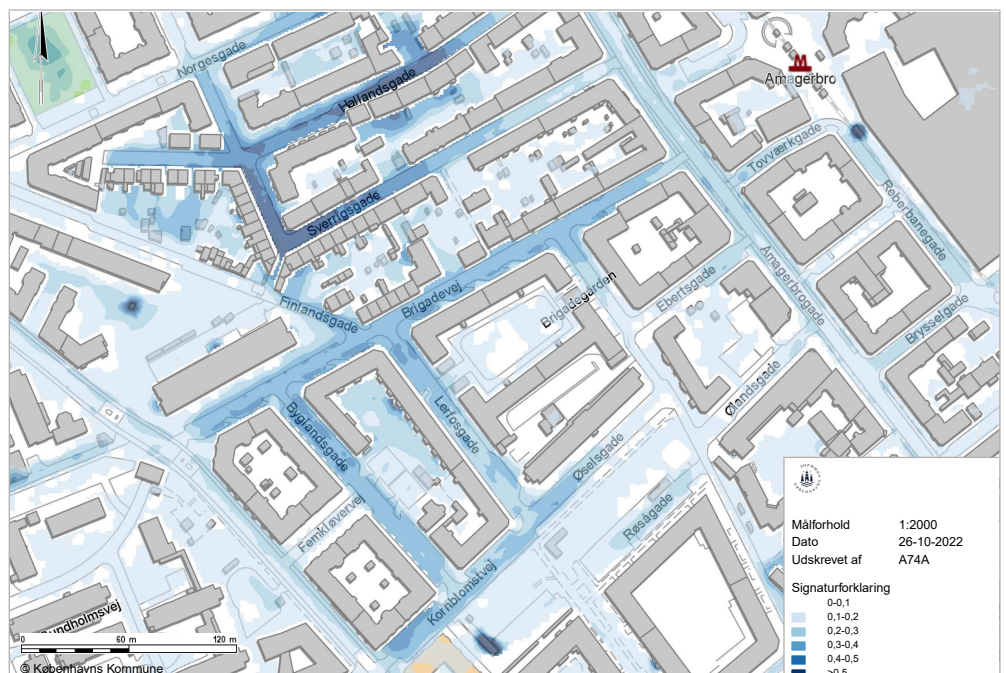 Norgesgade
Hallandsgade
M
Amagerbro
Tovværkgade
Reberbanegade
Sverrigsgade
Finlandsgade
Brigadevej
Brigadegården
Ebertsgade
Amagerbrogade
Brysselgade
Ølandsgade
Byglandsgade
Lerfosgade
Øselsgade
Røsågade
Femkløvervej
Kornblomstvej
Sundholmsvej
0 60 m 120 m
© Københavns Kommune
Målforhold 1:2000
Dato 26-10-2022
Udskrevet af A74A
Signaturforklaring
0-0,1
0,1-0,2
0,2-0,3
0,3-0,4
0,4-0,5
>0,5